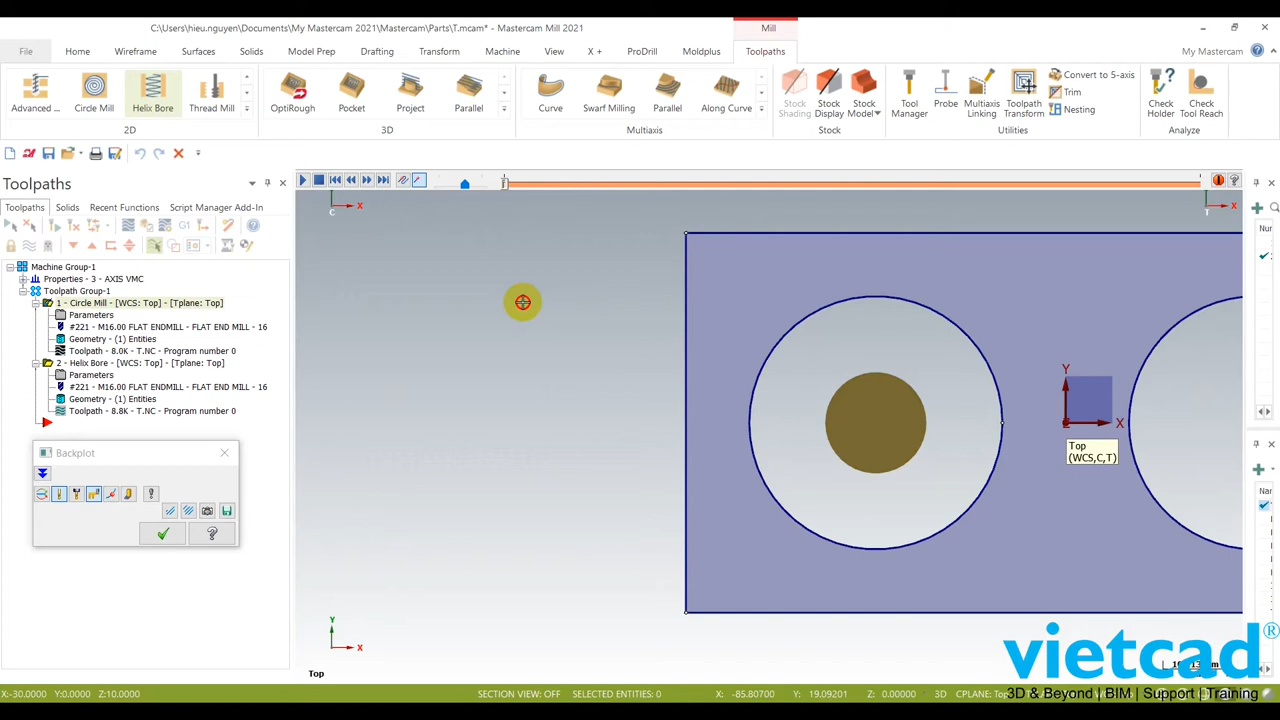 C:\Users\hieu.nguyen\Documents\My Mastercam 2021\Mastercam\Parts\T.mcam* - Mastercam Mill 2021
Mill
File Home Wireframe Surfaces Solids Model Prep Drafting Transform Machine View X + ProDrill Moldplus Toolpaths My Mastercam
Advanced ... Circle Mill Helix Bore Thread Mill OptiRough Pocket Project Parallel Curve Swarf Milling Parallel Along Curve Stock Shading Stock Display Stock Model Tool Manager Probe Multiaxis Linking Toolpath Transform Convert to 5-axis Trim Nesting Check Holder Check Tool Reach
2D 3D Multiaxis Stock Utilities Analyze
Toolpaths
Toolpaths Solids Recent Functions Script Manager Add-In
G1
Machine Group-1
Properties - 3 - AXIS VMC
Toolpath Group-1
1 - Circle Mill - [WCS: Top] - [Tplane: Top]
Parameters
#221 - M16.00 FLAT ENDMILL - FLAT END MILL - 16
Geometry - (1) Entities
Toolpath - 8.0K - T.NC - Program number 0
2 - Helix Bore - [WCS: Top] - [Tplane: Top]
Parameters
#221 - M16.00 FLAT ENDMILL - FLAT END MILL - 16
Geometry - (1) Entities
Toolpath - 8.8K - T.NC - Program number 0
Backplot
C X
T X
Y
X
Top
(WCS,C,T)
Y
X
Top
vietcad®
3D & Beyond | BIM | Support | Training
X:-30.0000 Y:0.0000 Z:10.0000 SECTION VIEW: OFF SELECTED ENTITIES: 0 X: -85.80700 Y: 19.09201 Z: 0.00000 3D CPLANE: Top